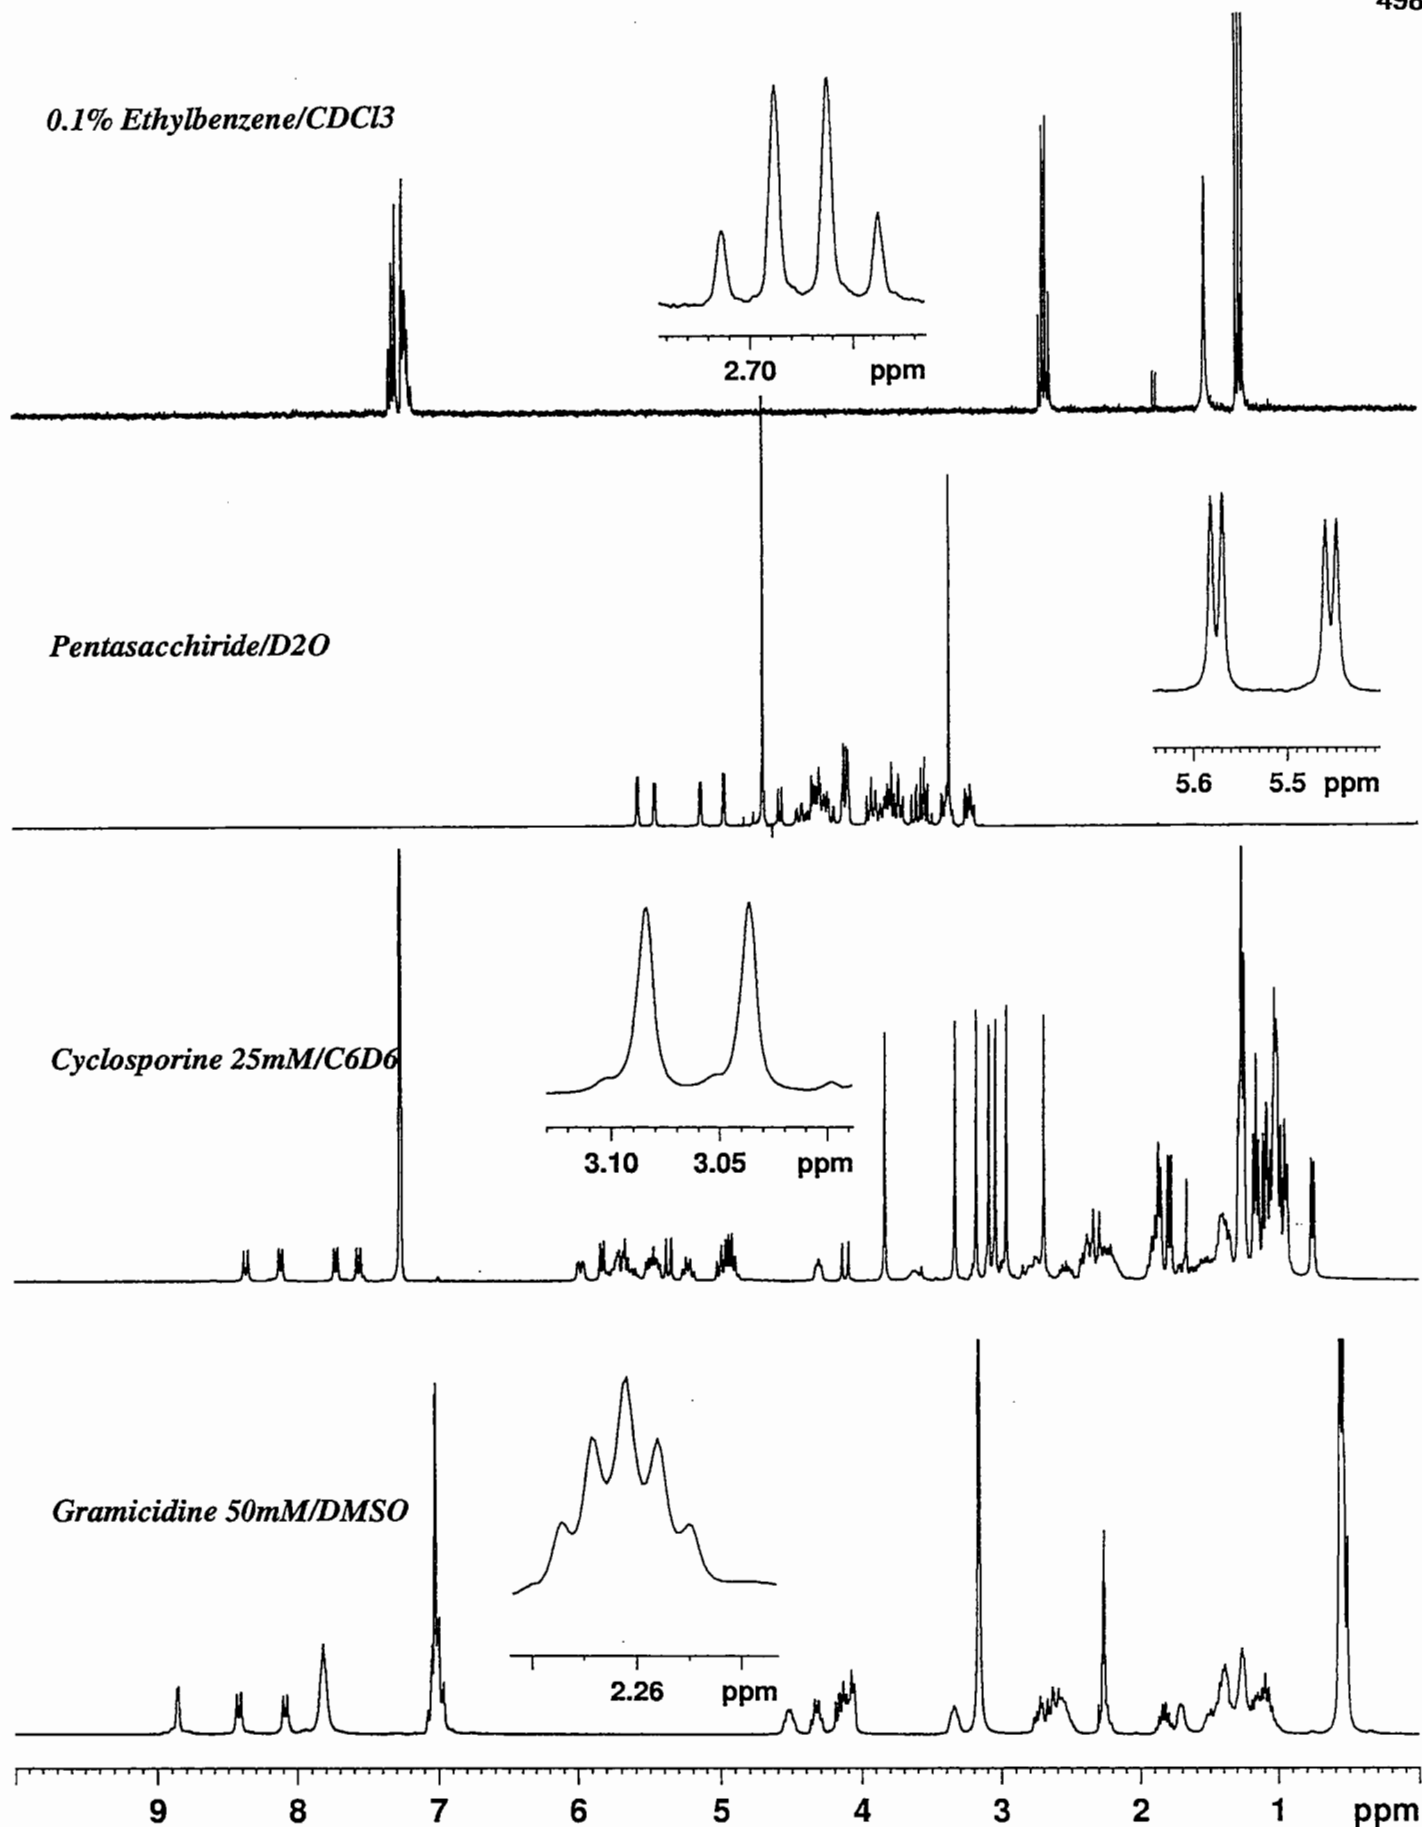 498
0.1% Ethylbenzene/CDCl3
2.70 ppm
Pentasacchiride/D2O
5.6 5.5 ppm
Cyclosporine 25mM/C6D6
3.10 3.05 ppm
Gramicidine 50mM/DMSO
2.26 ppm
9 8 7 6 5 4 3 2 1 ppm